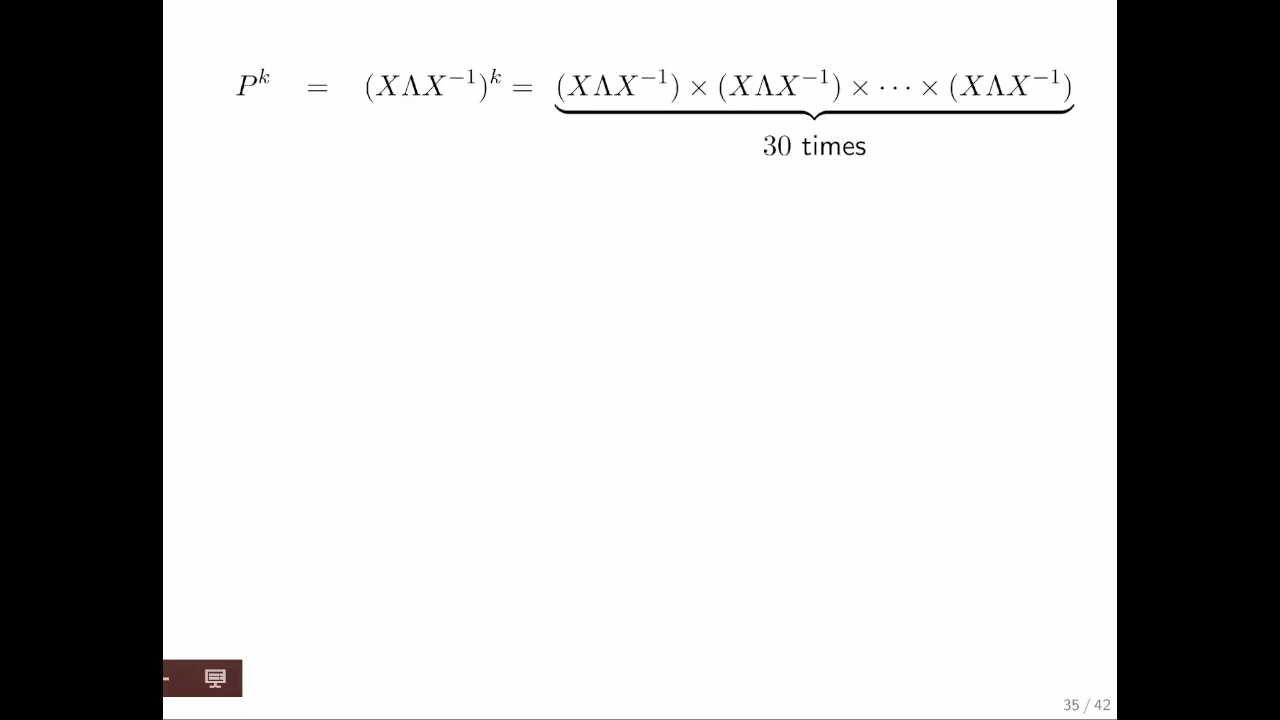 P^k = (XΛX^{-1})^k = (XΛX^{-1}) × (XΛX^{-1}) × ··· × (XΛX^{-1})
30 times
35 / 42